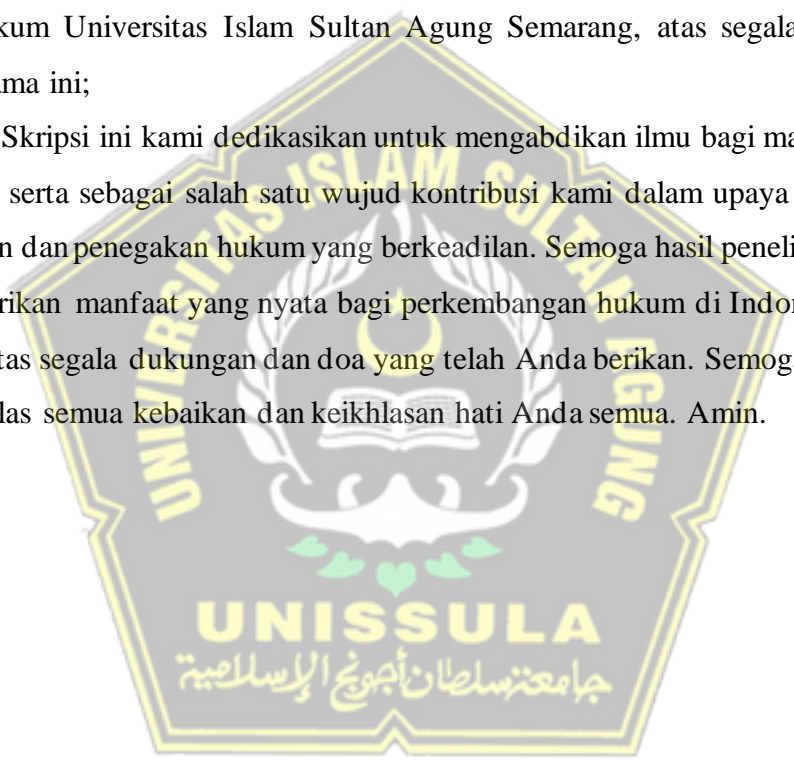 kum Universitas Islam Sultan Agung Semarang, atas segala
ama ini;
Skripsi ini kami dedikasikan untuk mengabdikan ilmu bagi ma
serta sebagai salah satu wujud kontribusi kami dalam upaya
n dan penegakan hukum yang berkeadilan. Semoga hasil peneli
rikan manfaat yang nyata bagi perkembangan hukum di Indon
tas segala dukungan dan doa yang telah Anda berikan. Semoga
las semua kebaikan dan keikhlasan hati Anda semua. Amin.
UNIVERSITAS ISLAM SULTAN AGUNG
UNISSULA
جامعة سلطان أجونج الإسلامية